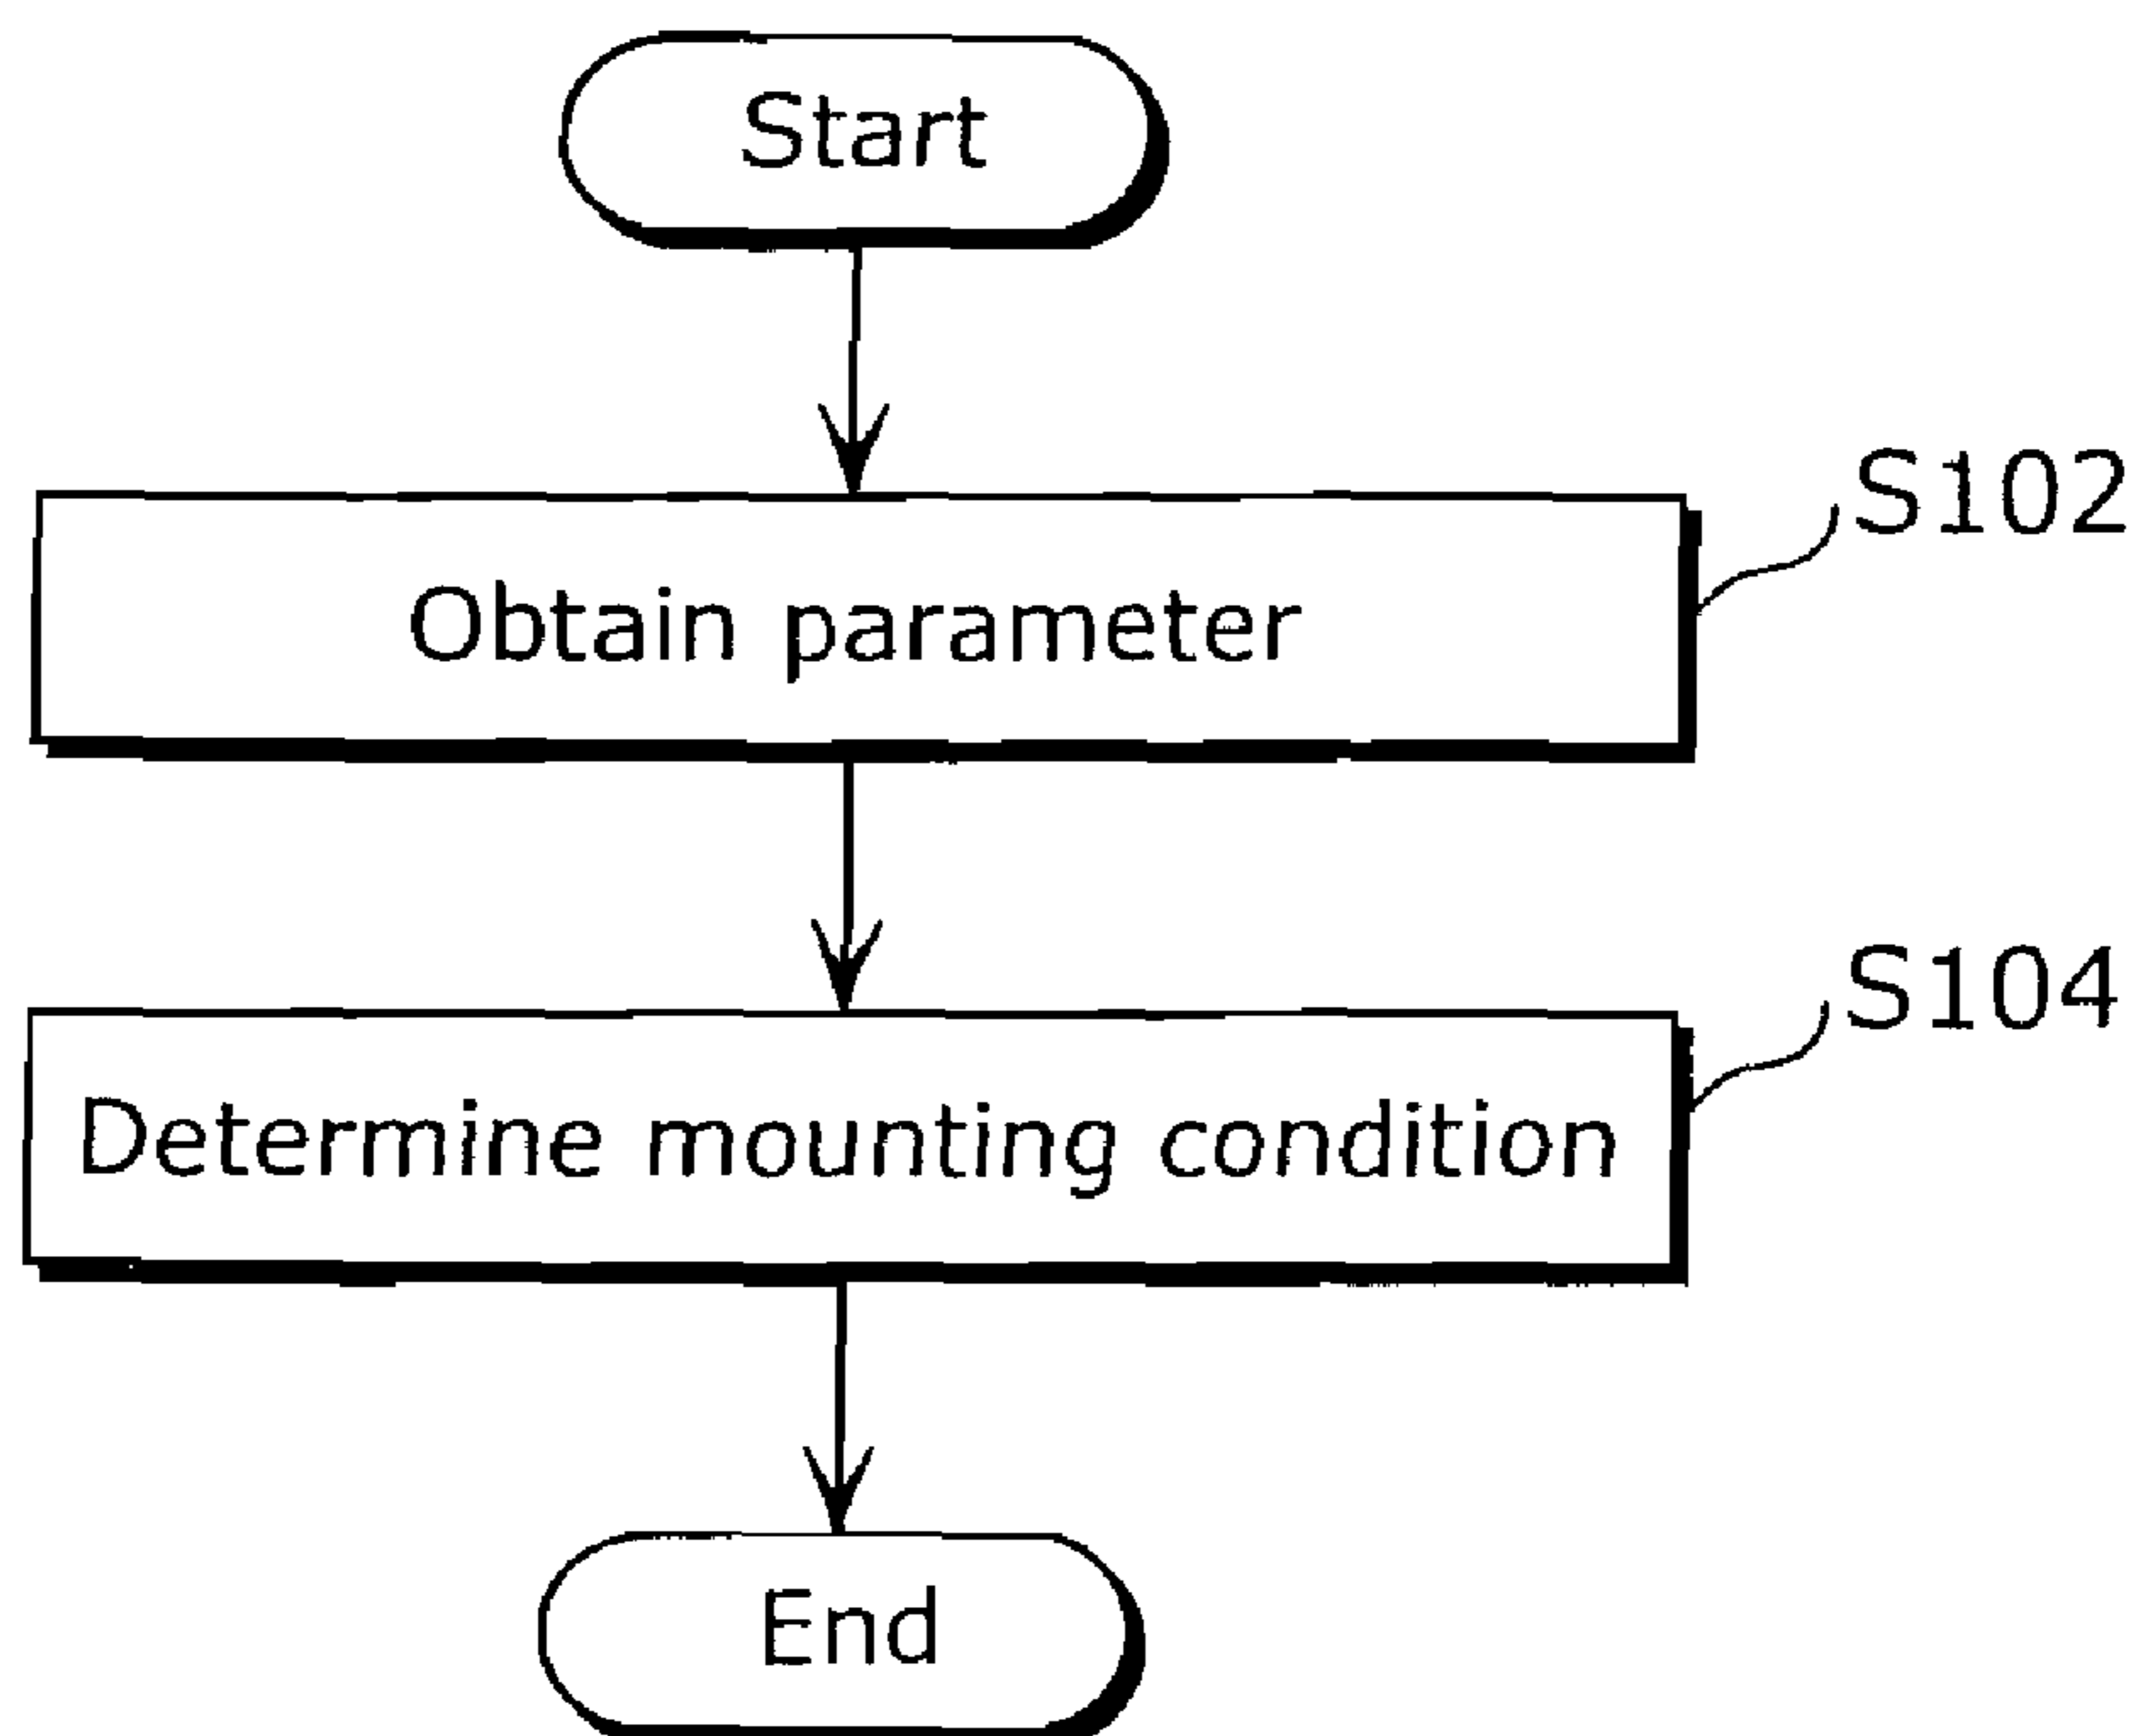 Start
S102
Obtain parameter
S104
Determine mounting condition
End